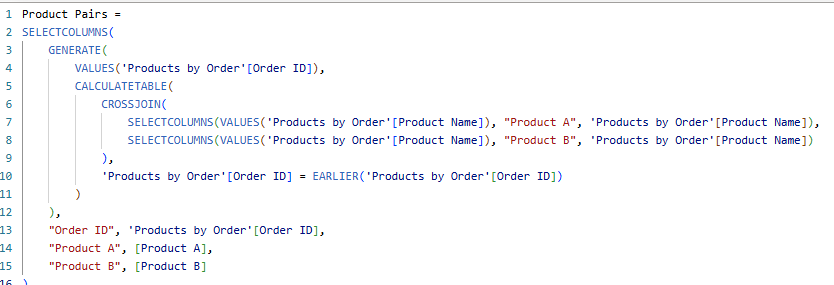 1 Product Pairs =
2 SELECTCOLUMNS(
3 GENERATE(
4 VALUES('Products by Order'[Order ID]),
5 CALCULATETABLE(
6 CROSSJOIN(
7 SELECTCOLUMNS(VALUES('Products by Order'[Product Name]), "Product A", 'Products by Order'[Product Name]),
8 SELECTCOLUMNS(VALUES('Products by Order'[Product Name]), "Product B", 'Products by Order'[Product Name])
9 ),
10 'Products by Order'[Order ID] = EARLIER('Products by Order'[Order ID])
11 )
12 ),
13 "Order ID", 'Products by Order'[Order ID],
14 "Product A", [Product A],
15 "Product B", [Product B]
16 )